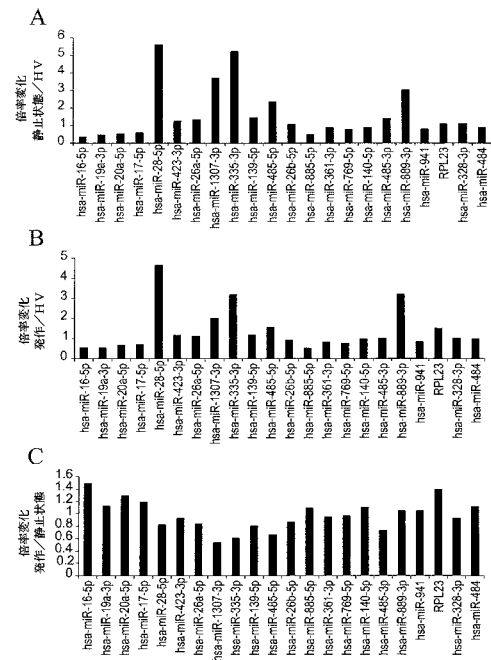 A
倍率変化
静止状態/HV
6
5
4
3
2
1
0
hsa-miR-16-5p
hsa-miR-19a-3p
hsa-miR-20a-5p
hsa-miR-17-5p
hsa-miR-28-5p
hsa-miR-423-3p
hsa-miR-26a-5p
hsa-miR-1307-3p
hsa-miR-335-3p
hsa-miR-139-5p
hsa-miR-485-5p
hsa-miR-26b-5p
hsa-miR-885-5p
hsa-miR-361-3p
hsa-miR-769-5p
hsa-miR-140-5p
hsa-miR-485-3p
hsa-miR-889-3p
hsa-miR-941
RPL23
hsa-miR-328-3p
hsa-miR-484
B
倍率変化
発作/HV
5
4
3
2
1
0
hsa-miR-16-5p
hsa-miR-19a-3p
hsa-miR-20a-5p
hsa-miR-17-5p
hsa-miR-28-5p
hsa-miR-423-3p
hsa-miR-26a-5p
hsa-miR-1307-3p
hsa-miR-335-3p
hsa-miR-139-5p
hsa-miR-485-5p
hsa-miR-26b-5p
hsa-miR-885-5p
hsa-miR-361-3p
hsa-miR-769-5p
hsa-miR-140-5p
hsa-miR-485-3p
hsa-miR-889-3p
hsa-miR-941
RPL23
hsa-miR-328-3p
hsa-miR-484
C
倍率変化
発作/静止状態
1.6
1.4
1.2
1
0.8
0.6
0.4
0.2
0
hsa-miR-16-5p
hsa-miR-19a-3p
hsa-miR-20a-5p
hsa-miR-17-5p
hsa-miR-28-5p
hsa-miR-423-3p
hsa-miR-26a-5p
hsa-miR-1307-3p
hsa-miR-335-3p
hsa-miR-139-5p
hsa-miR-485-5p
hsa-miR-26b-5p
hsa-miR-885-5p
hsa-miR-361-3p
hsa-miR-769-5p
hsa-miR-140-5p
hsa-miR-485-3p
hsa-miR-889-3p
hsa-miR-941
RPL23
hsa-miR-328-3p
hsa-miR-484